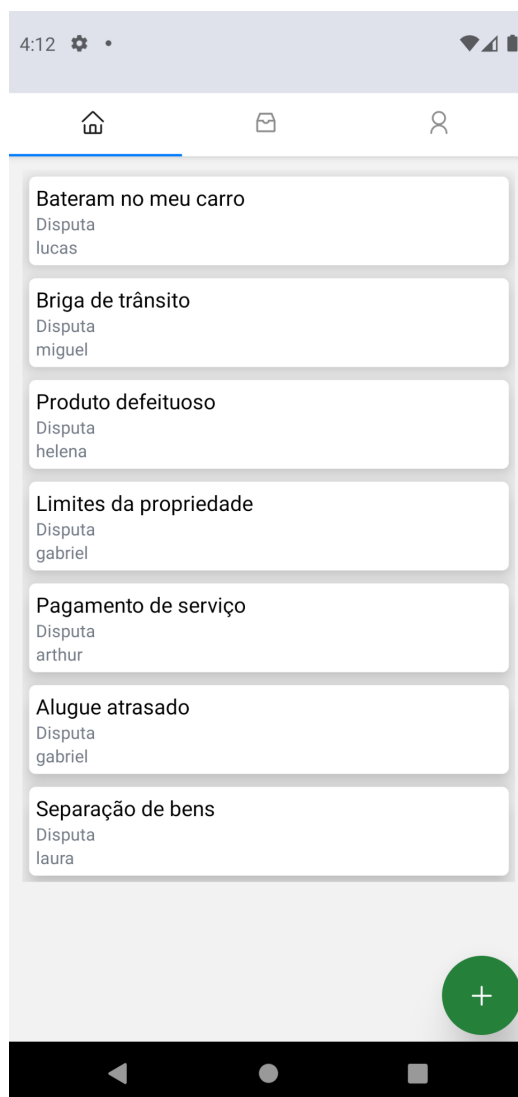 4:12
Bateram no meu carro
Disputa
lucas
Briga de trânsito
Disputa
miguel
Produto defeituoso
Disputa
helena
Limites da propriedade
Disputa
gabriel
Pagamento de serviço
Disputa
arthur
Alugue atrasado
Disputa
gabriel
Separação de bens
Disputa
laura